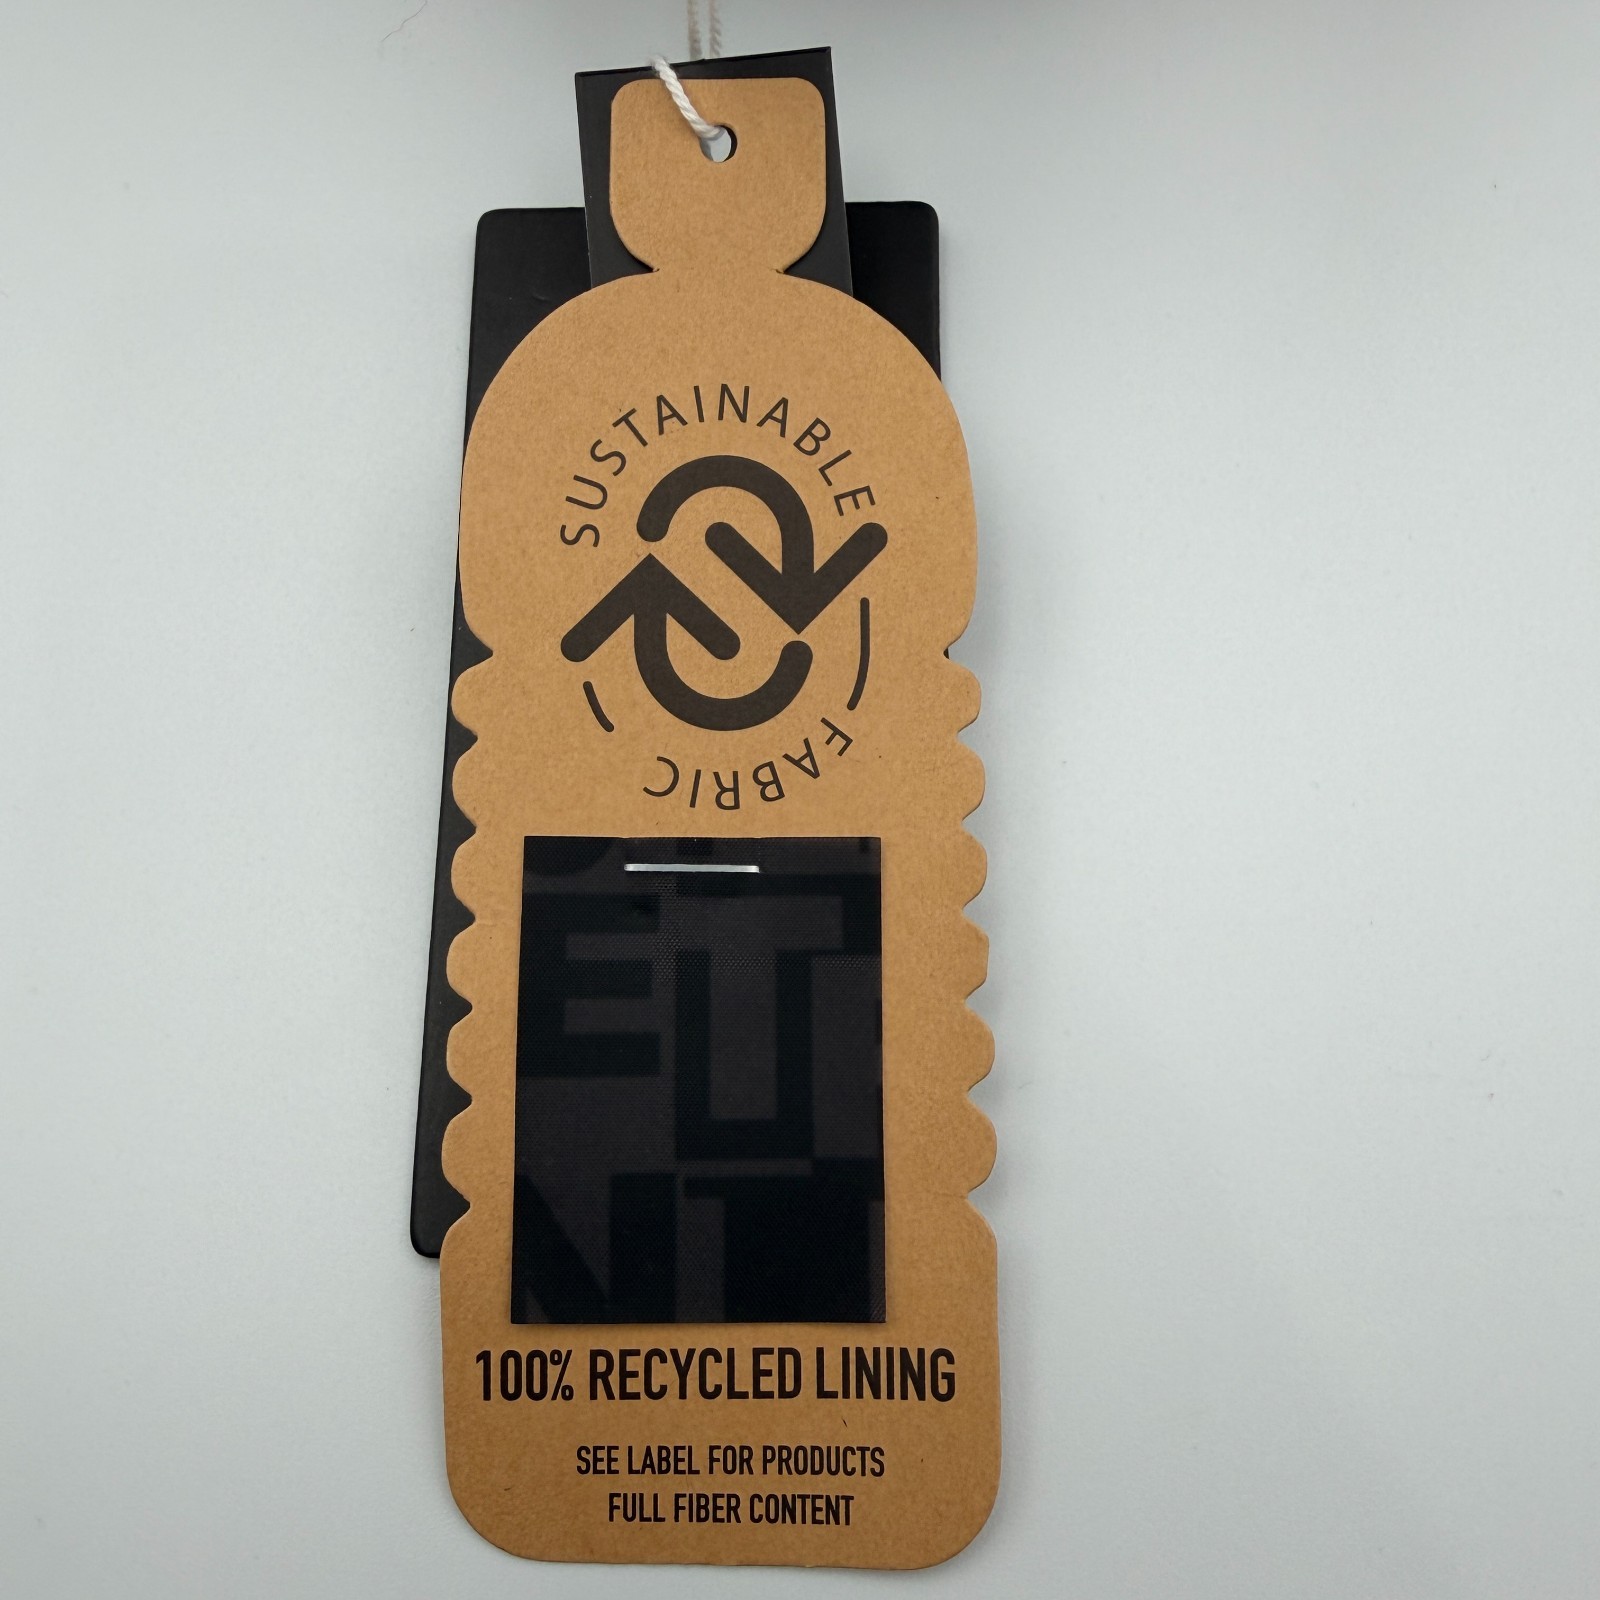 SUSTAINABLE
FABRIC
100% RECYCLED LINING
SEE LABEL FOR PRODUCTS
FULL FIBER CONTENT